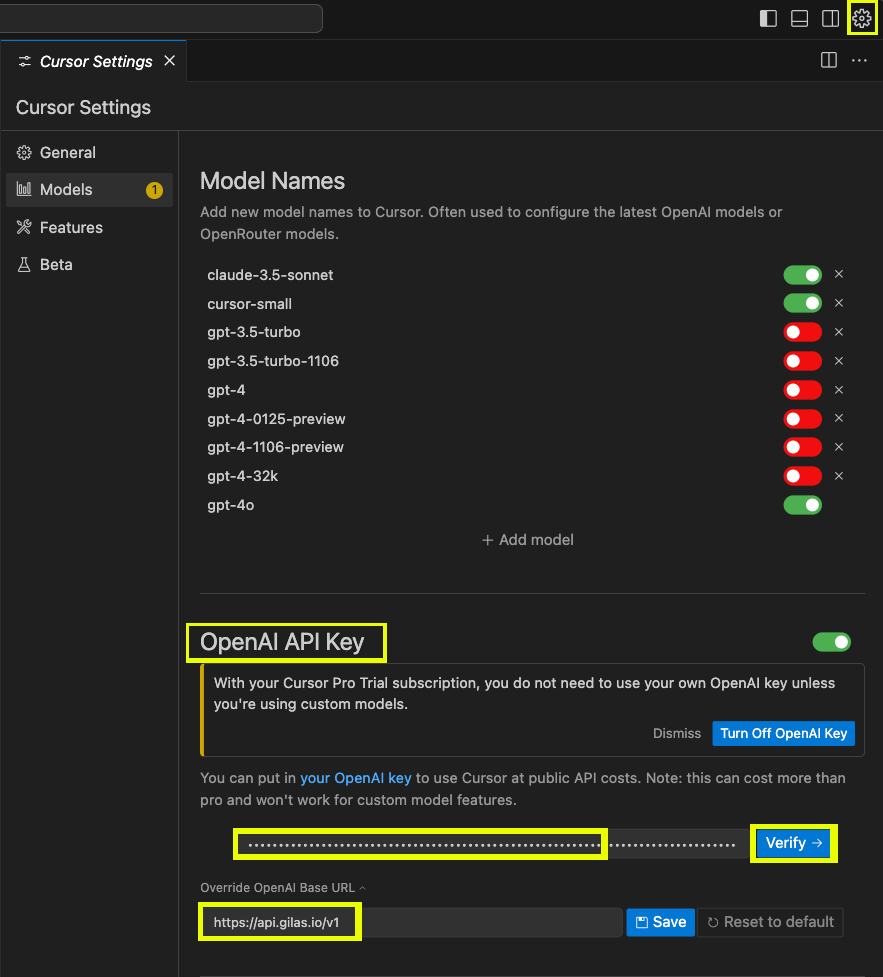 Cursor Settings
Cursor Settings
General
Models 1
Features
Beta
Model Names
Add new model names to Cursor. Often used to configure the latest OpenAI models or
OpenRouter models.
claude-3.5-sonnet
cursor-small
gpt-3.5-turbo
gpt-3.5-turbo-1106
gpt-4
gpt-4-0125-preview
gpt-4-1106-preview
gpt-4-32k
gpt-4o
+ Add model
OpenAI API Key
With your Cursor Pro Trial subscription, you do not need to use your own OpenAI key unless
you're using custom models.
Dismiss Turn Off OpenAI Key
You can put in your OpenAI key to use Cursor at public API costs. Note: this can cost more than
pro and won't work for custom model features.
Verify →
Override OpenAI Base URL
https://api.gilas.io/v1 Save Reset to default